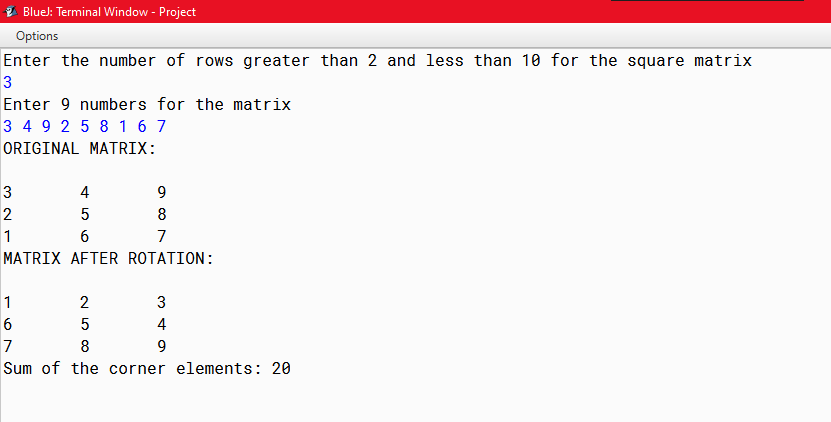 BlueJ: Terminal Window - Project
Options
Enter the number of rows greater than 2 and less than 10 for the square matrix
3
Enter 9 numbers for the matrix
3 4 9 2 5 8 1 6 7
ORIGINAL MATRIX:
3 4 9
2 5 8
1 6 7
MATRIX AFTER ROTATION:
1 2 3
6 5 4
7 8 9
Sum of the corner elements: 20